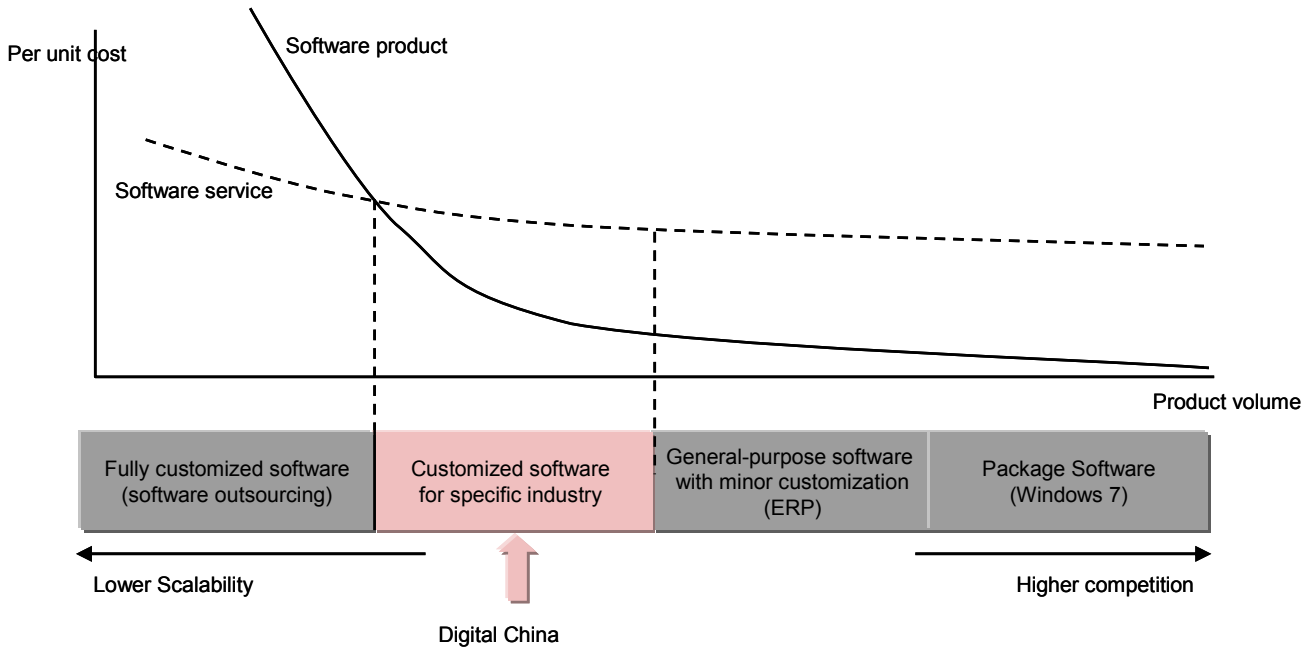 Software product
Per unit cost
Software service
Product volume
Fully customized software
(software outsourcing)
Customized software
for specific industry
General-purpose software
with minor customization
(ERP)
Package Software
(Windows 7)
Lower Scalability
Higher competition
Digital China